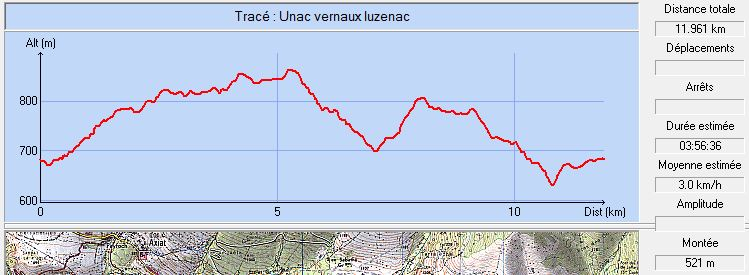 Tracé : Unac vernaux luzenac
Alt (m)
800
700
600
0
5
10
Dist (km)
Distance totale
11.961 km
Déplacements
Arrêts
Durée estimée
03:56:36
Moyenne estimée
3.0 km/h
Amplitude
Montée
521 m
Axiat